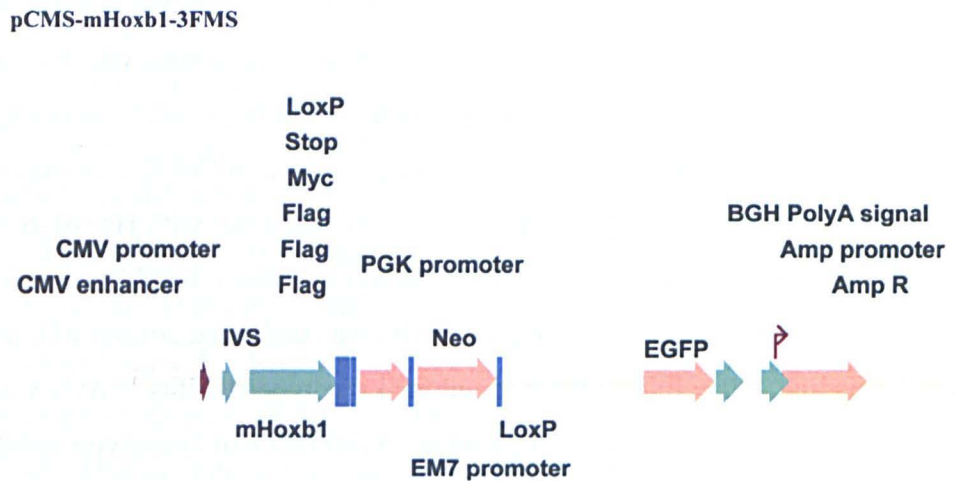 pCMS-mHoxb1-3FMS
LoxP
Stop
Myc
Flag
Flag
Flag
CMV promoter
CMV enhancer
PGK promoter
BGH PolyA signal
Amp promoter
Amp R
IVS
Neo
EGFP
mHoxb1
LoxP
EM7 promoter